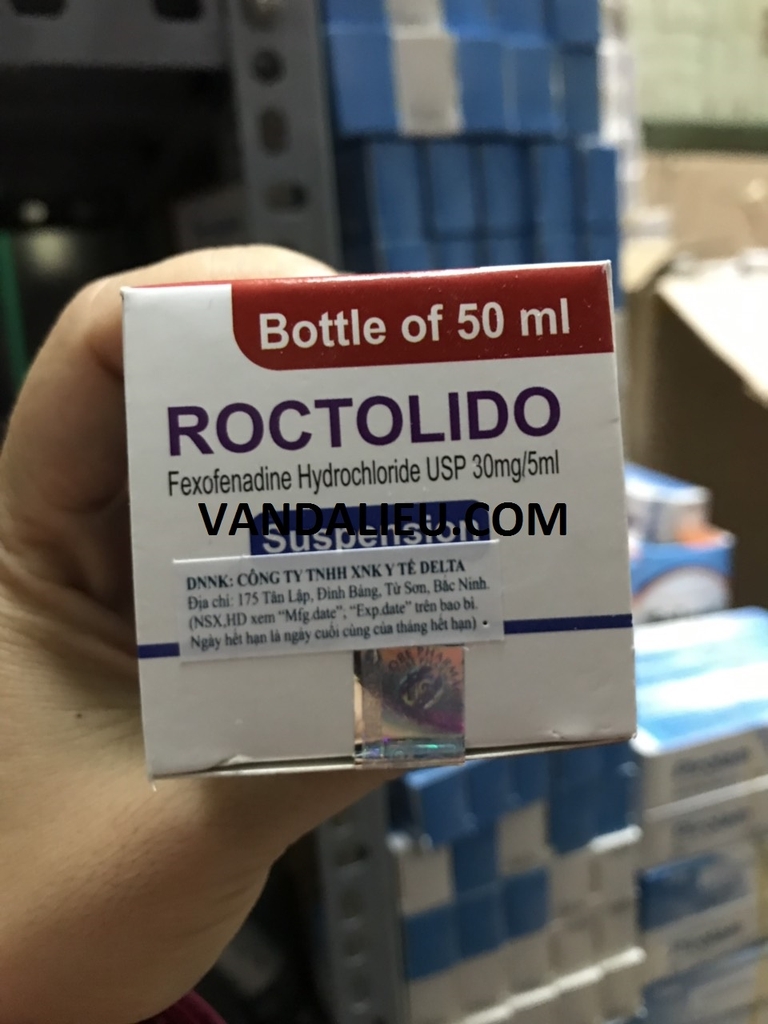 Bottle of 50 ml
ROCTOLIDO
Fexofenadine Hydrochloride USP 30mg/5ml
VANDALIEU.COM
Suspension
DNNK: CÔNG TY TNHH XNK Y TẾ DELTA
Địa chỉ: 175 Tân Lập, Đình Bảng, Từ Sơn, Bắc Ninh.
(NSX,HD xem “Mfg.date”, “Exp.date” trên bao bì.
Ngày hết hạn là ngày cuối cùng của tháng hết hạn)
PHARMA